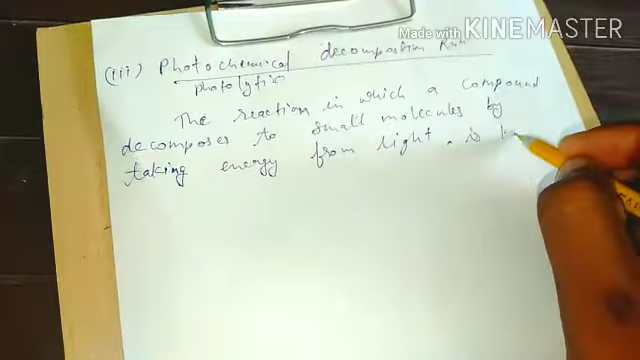 Made with KINEMASTER
(iii) Photochemical decomposition Rxn
photolytic
The reaction in which a compound
decomposes to small molecules by
taking energy from light, is